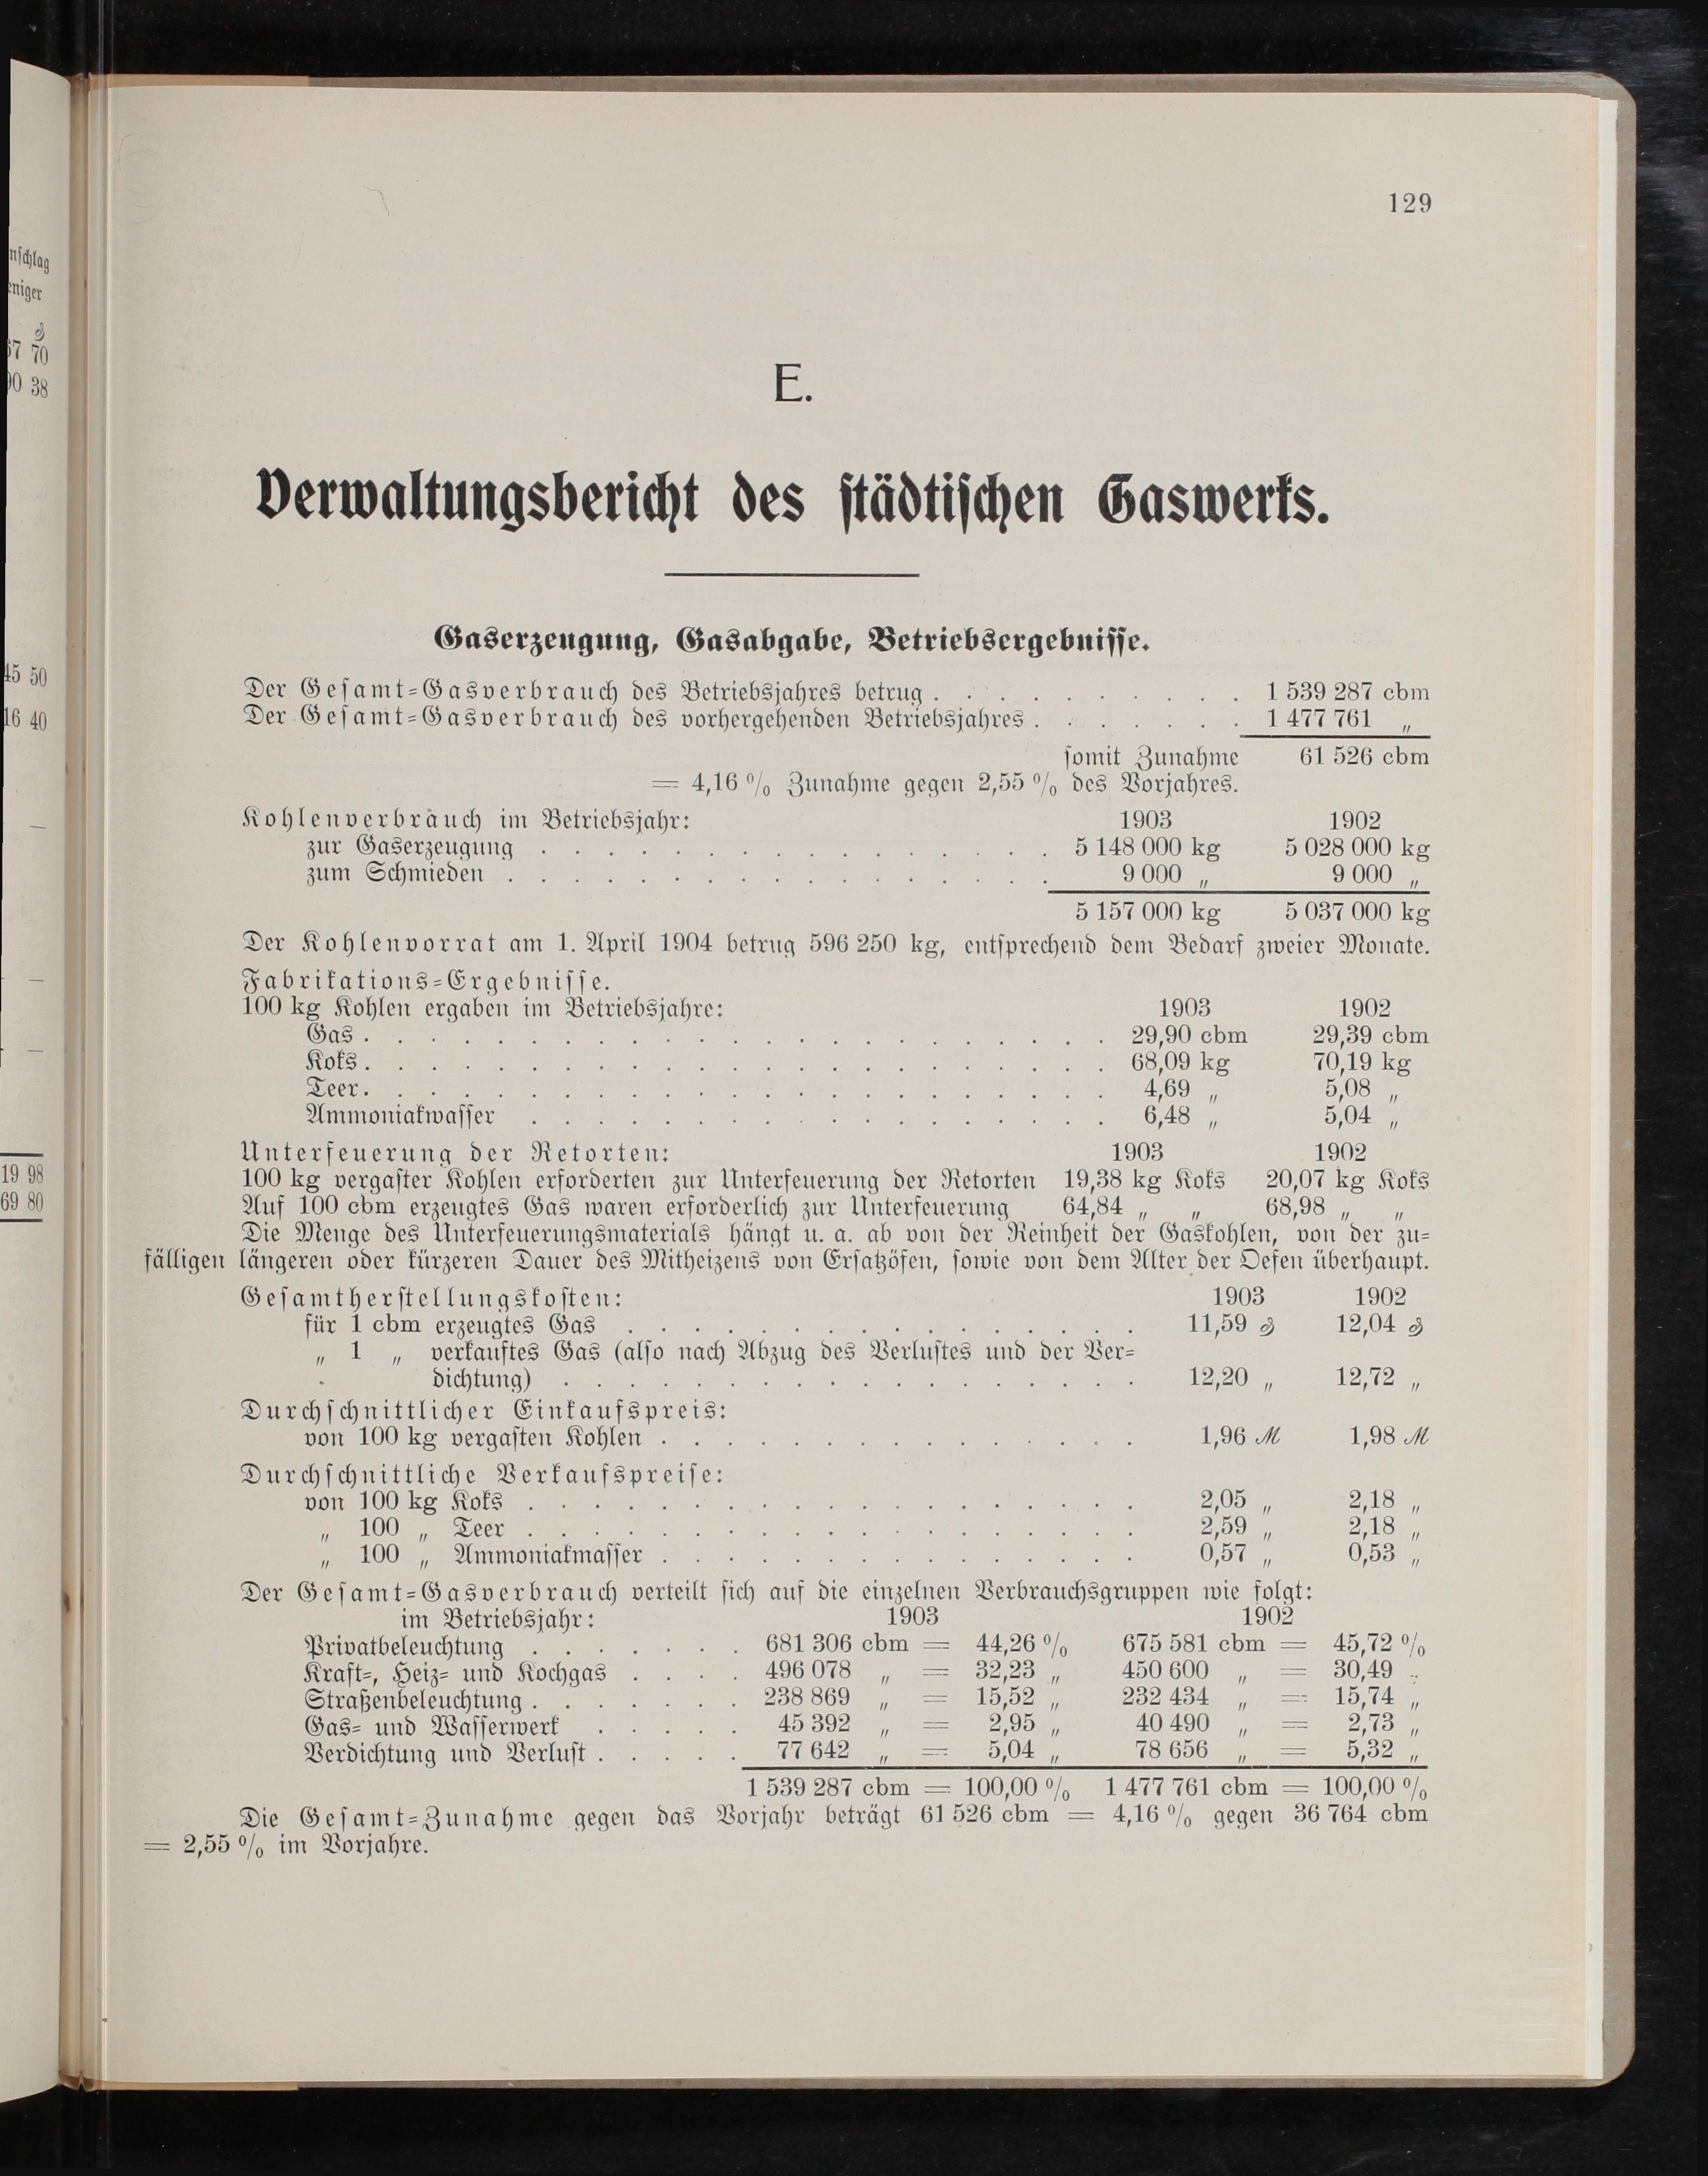 129
E.
Verwaltungsbericht des städtischen Gaswerks.
Gaserzeugung, Gasabgabe, Betriebsergebnisse.
Der Gesamt=Gasverbrauch des Betriebsjahres betrug . . . . . . . . . . 1 539 287 cbm
Der Gesamt=Gasverbrauch des vorhergehenden Betriebsjahres . . . . . . . 1 477 761 „
somit Zunahme 61 526 cbm
= 4,16 % Zunahme gegen 2,55 % des Vorjahres.
Kohlenverbrauch im Betriebsjahr: 1903 1902
zur Gaserzeugung . . . . . . . . . . . . . . . . 5 148 000 kg 5 028 000 kg
zum Schmieden . . . . . . . . . . . . . . . . . 9 000 „ 9 000 „
5 157 000 kg 5 037 000 kg
Der Kohlenvorrat am 1. April 1904 betrug 596 250 kg, entsprechend dem Bedarf zweier Monate.
Fabrikations=Ergebnisse.
100 kg Kohlen ergaben im Betriebsjahre: 1903 1902
Gas . . . . . . . . . . . . . . . . . . . . . . . 29,90 cbm 29,39 cbm
Koks . . . . . . . . . . . . . . . . . . . . . . . 68,09 kg 70,19 kg
Teer . . . . . . . . . . . . . . . . . . . . . . . 4,69 „ 5,08 „
Ammoniakwasser . . . . . . . . . . . . . . . . . . 6,48 „ 5,04 „
Unterfeuerung der Retorten: 1903 1902
100 kg vergaster Kohlen erforderten zur Unterfeuerung der Retorten 19,38 kg Koks 20,07 kg Koks
Auf 100 cbm erzeugtes Gas waren erforderlich zur Unterfeuerung 64,84 „ „ 68,98 „ „
Die Menge des Unterfeuerungsmaterials hängt u. a. ab von der Reinheit der Gaskohlen, von der zu=
fälligen längeren oder kürzeren Dauer des Mitheizens von Ersatzöfen, sowie von dem Alter der Oefen überhaupt.
Gesamtherstellungskosten: 1903 1902
für 1 cbm erzeugtes Gas . . . . . . . . . . . . . . . . 11,59 ₰ 12,04 ₰
„ 1 „ verkauftes Gas (also nach Abzug des Verlustes und der Ver=
dichtung) . . . . . . . . . . . . . . . . . . 12,20 „ 12,72 „
Durchschnittlicher Einkaufspreis:
von 100 kg vergasten Kohlen . . . . . . . . . . . . . . . 1,96 ℳ 1,98 ℳ
Durchschnittliche Verkaufspreise:
von 100 kg Koks . . . . . . . . . . . . . . . . . . . 2,05 „ 2,18 „
„ 100 „ Teer . . . . . . . . . . . . . . . . . . . 2,59 „ 2,18 „
„ 100 „ Ammoniakwasser . . . . . . . . . . . . . . . 0,57 „ 0,53 „
Der Gesamt=Gasverbrauch verteilt sich auf die einzelnen Verbrauchsgruppen wie folgt:
im Betriebsjahr: 1903 1902
Privatbeleuchtung . . . . . . . 681 306 cbm = 44,26 % 675 581 cbm = 45,72 %
Kraft=, Heiz= und Kochgas . . . . 496 078 „ = 32,23 „ 450 600 „ = 30,49 „
Straßenbeleuchtung . . . . . . . 238 869 „ = 15,52 „ 232 434 „ = 15,74 „
Gas= und Wasserwerk . . . . . 45 392 „ = 2,95 „ 40 490 „ = 2,73 „
Verdichtung und Verlust . . . . . 77 642 „ = 5,04 „ 78 656 „ = 5,32 „
1 539 287 cbm = 100,00 % 1 477 761 cbm = 100,00 %
Die Gesamt=Zunahme gegen das Vorjahr beträgt 61 526 cbm = 4,16 % gegen 36 764 cbm
= 2,55 % im Vorjahre.